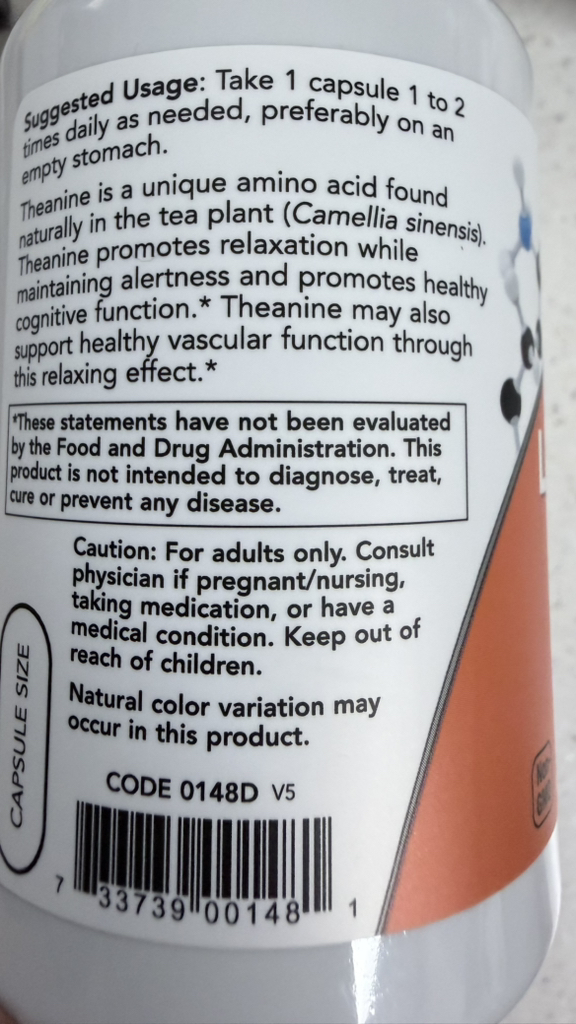 Suggested Usage: Take 1 capsule 1 to 2
times daily as needed, preferably on an
empty stomach.
Theanine is a unique amino acid found
naturally in the tea plant (Camellia sinensis).
Theanine promotes relaxation while
maintaining alertness and promotes healthy
cognitive function.* Theanine may also
support healthy vascular function through
this relaxing effect.*
*These statements have not been evaluated
by the Food and Drug Administration. This
product is not intended to diagnose, treat,
cure or prevent any disease.
Caution: For adults only. Consult
physician if pregnant/nursing,
taking medication, or have a
medical condition. Keep out of
reach of children.
Natural color variation may
occur in this product.
CAPSULE SIZE
CODE 0148D V5
7 33739 00148 1
L
Non-
GMO